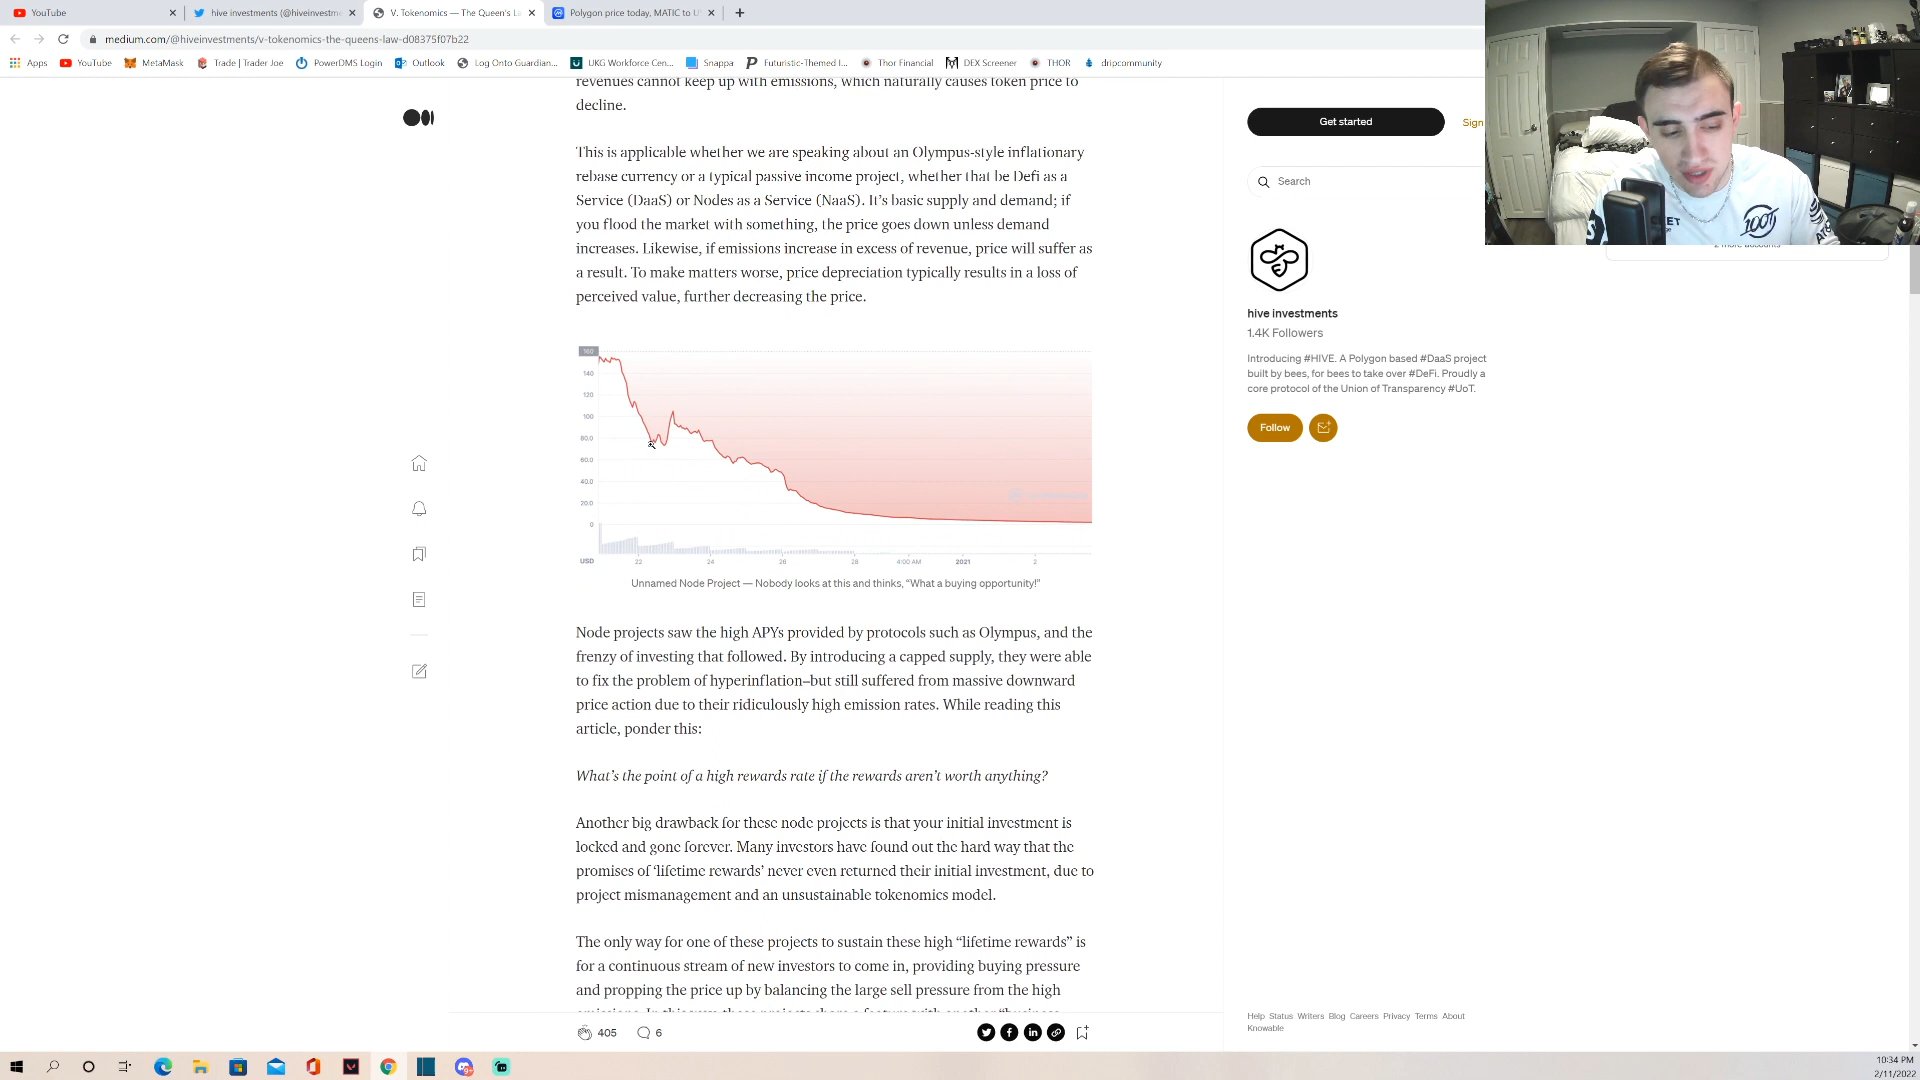 YouTube
hive investments (@hiveinvestme
V. Tokenomics — The Queen's La
Polygon price today, MATIC to U
medium.com/@hiveinvestments/v-tokenomics-the-queens-law-d08375f07b22
Apps
YouTube
MetaMask
Trade | Trader Joe
PowerDMS Login
Outlook
Log Onto Guardian...
UKG Workforce Cen...
Snappa
Futuristic-Themed I...
Thor Financial
DEX Screener
THOR
dripcommunity
revenues cannot keep up with emissions, which naturally causes token price to
decline.
This is applicable whether we are speaking about an Olympus-style inflationary
rebase currency or a typical passive income project, whether that be Defi as a
Service (DaaS) or Nodes as a Service (NaaS). It's basic supply and demand; if
you flood the market with something, the price goes down unless demand
increases. Likewise, if emissions increase in excess of revenue, price will suffer as
a result. To make matters worse, price depreciation typically results in a loss of
perceived value, further decreasing the price.
160
140
120
100
80.0
60.0
40.0
20.0
0
USD
22
24
26
28
4:00 AM
2021
2
Unnamed Node Project — Nobody looks at this and thinks, “What a buying opportunity!”
Node projects saw the high APYs provided by protocols such as Olympus, and the
frenzy of investing that followed. By introducing a capped supply, they were able
to fix the problem of hyperinflation–but still suffered from massive downward
price action due to their ridiculously high emission rates. While reading this
article, ponder this:
What's the point of a high rewards rate if the rewards aren't worth anything?
Another big drawback for these node projects is that your initial investment is
locked and gone forever. Many investors have found out the hard way that the
promises of ‘lifetime rewards’ never even returned their initial investment, due to
project mismanagement and an unsustainable tokenomics model.
The only way for one of these projects to sustain these high “lifetime rewards” is
for a continuous stream of new investors to come in, providing buying pressure
and propping the price up by balancing the large sell pressure from the high
405
6
Get started
Sign
Search
hive investments
1.4K Followers
Introducing #HIVE. A Polygon based #DaaS project
built by bees, for bees to take over #DeFi. Proudly a
core protocol of the Union of Transparency #UoT.
Follow
Help Status Writers Blog Careers Privacy Terms About
Knowable
100T
10:34 PM
2/11/2022